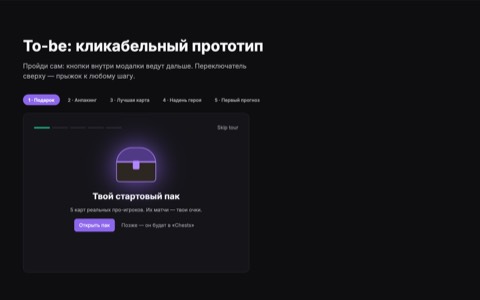 To-be: кликабельный прототип
Пройди сам: кнопки внутри модалки ведут дальше. Переключатель
сверху — прыжок к любому шагу.
1 · Подарок 2 · Анпакинг 3 · Лучшая карта 4 · Надень героя 5 · Первый прогноз
Skip tour
Твой стартовый пак
5 карт реальных про-игроков. Их матчи — твои очки.
Открыть пак Позже — он будет в «Chests»